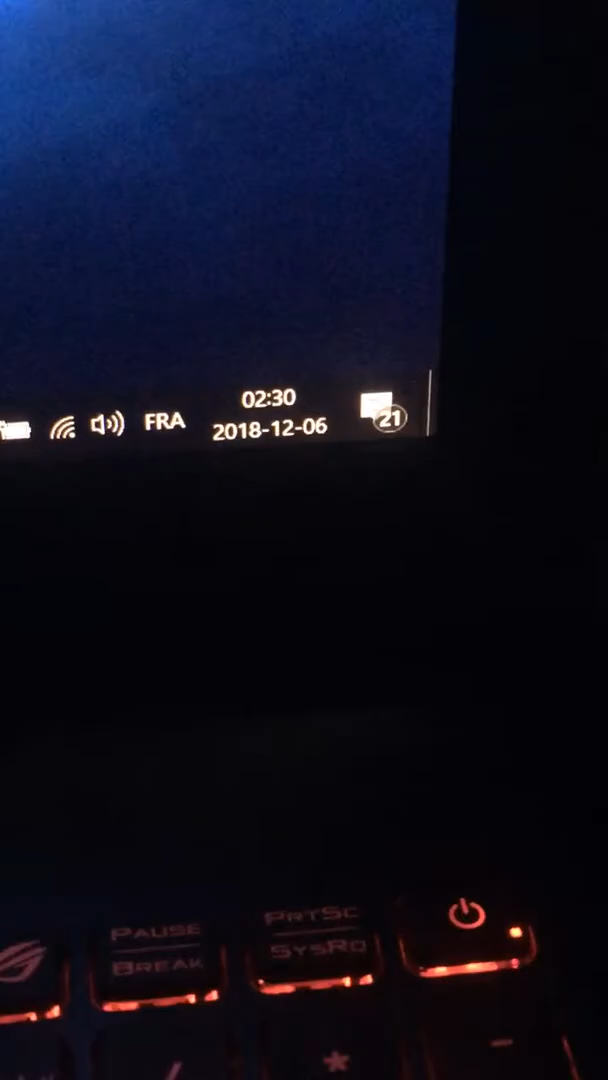 02:30
FRA
2018-12-06
21
PAUSE
BREAK
PRTSC
SYSRQ
/
*
-